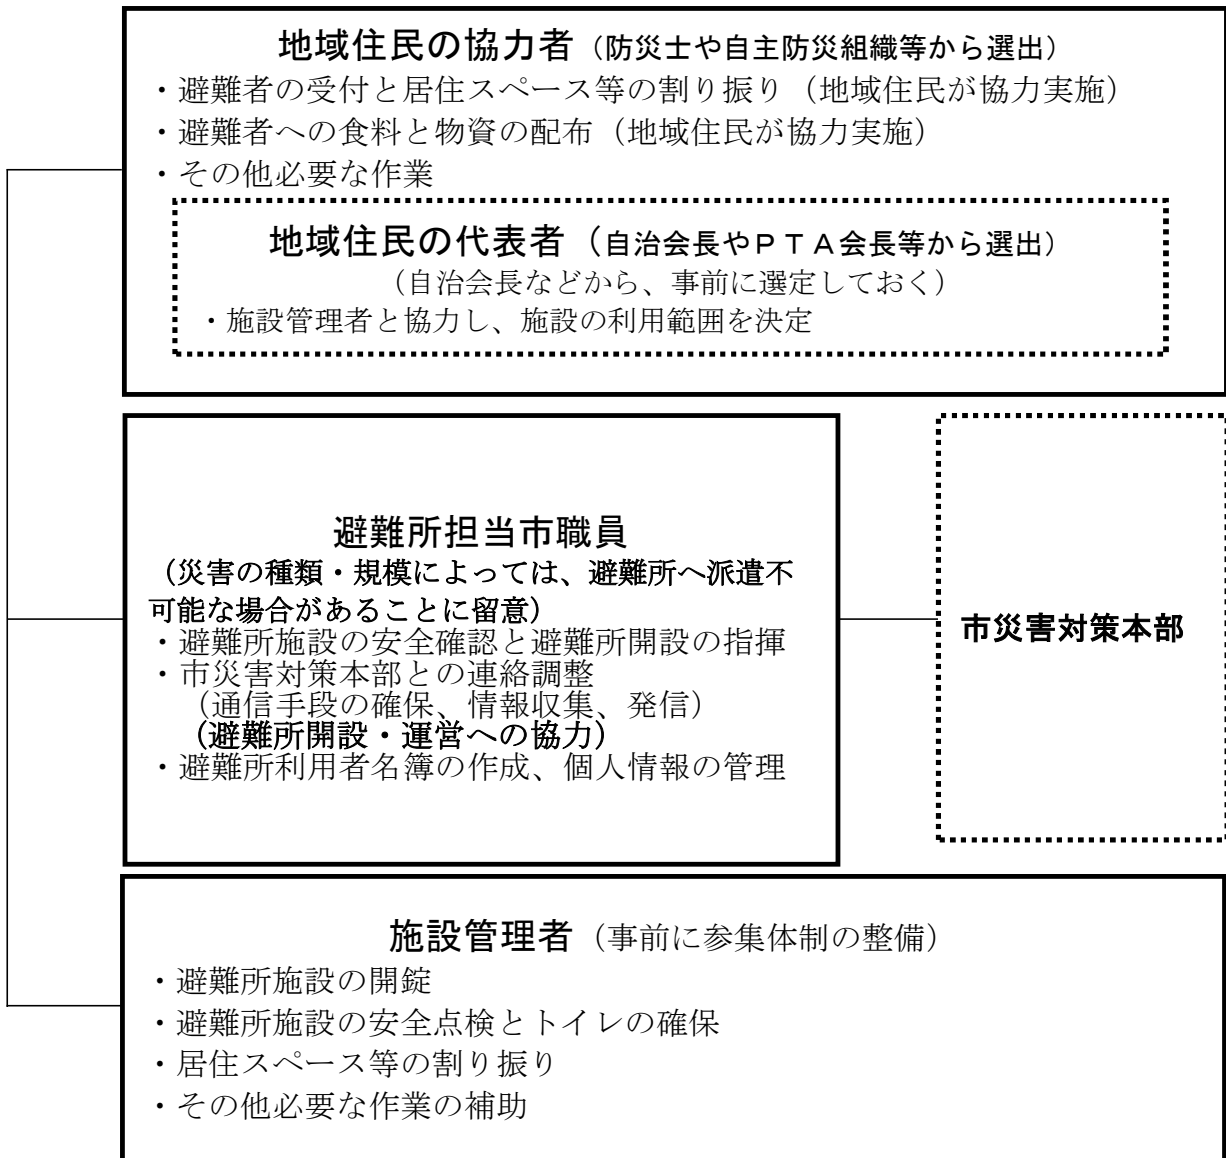 地域住民の協力者（防災士や自主防災組織等から選出）
・避難者の受付と居住スペース等の割り振り（地域住民が協力実施）
・避難者への食料と物資の配布（地域住民が協力実施）
・その他必要な作業
地域住民の代表者（自治会長やＰＴＡ会長等から選出）
（自治会長などから、事前に選定しておく）
・施設管理者と協力し、施設の利用範囲を決定
避難所担当市職員
（災害の種類・規模によっては、避難所へ派遣不
可能な場合があることに留意）
・避難所施設の安全確認と避難所開設の指揮
・市災害対策本部との連絡調整
（通信手段の確保、情報収集、発信）
（避難所開設・運営への協力）
・避難所利用者名簿の作成、個人情報の管理
市災害対策本部
施設管理者（事前に参集体制の整備）
・避難所施設の開錠
・避難所施設の安全点検とトイレの確保
・居住スペース等の割り振り
・その他必要な作業の補助